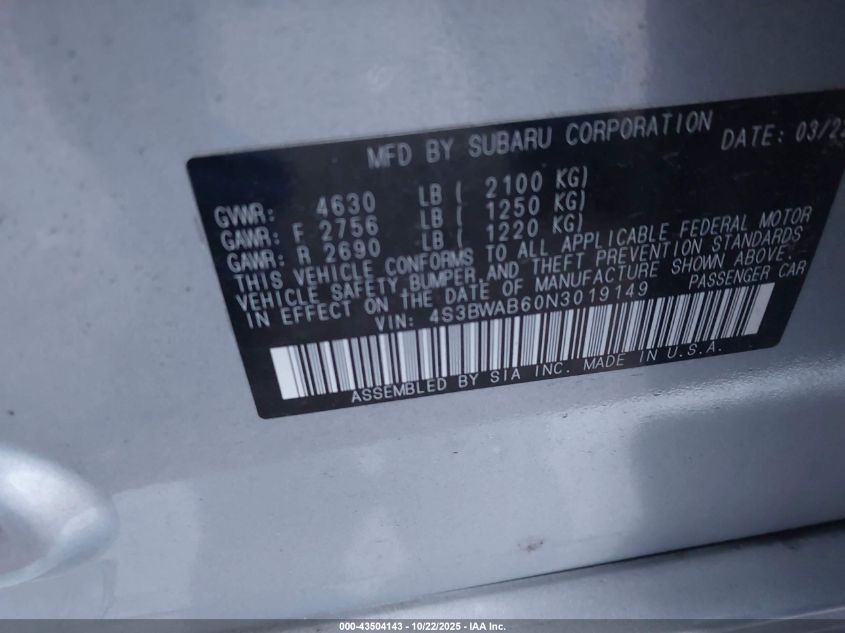 MFD BY SUBARU CORPORATION DATE: 03/2
GVWR: 4630 LB ( 2100 KG)
GAWR: F 2756 LB ( 1250 KG)
GAWR: R 2690 LB ( 1220 KG)
THIS VEHICLE CONFORMS TO ALL APPLICABLE FEDERAL MOTOR
VEHICLE SAFETY,BUMPER AND THEFT PREVENTION STANDARDS
IN EFFECT ON THE DATE OF MANUFACTURE SHOWN ABOVE.
VIN: 4S3BWAB60N3019149 PASSENGER CAR
ASSEMBLED BY SIA INC. MADE IN U.S.A.
000-43504143 - 10/22/2025 - IAA Inc.